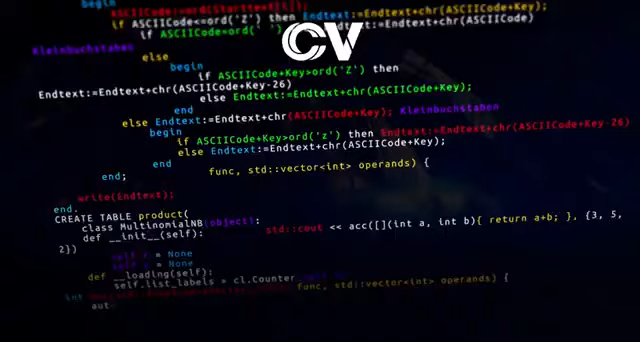 begin
if ASCIICode<=ord('Z') then Endtext:=Endtext+chr(ASCIICode+Key)
if ASCIICode=ord(' ') Endtext:=Endtext+chr(ASCIICode)
CV
Kleinbuchstaben
else
begin
if ASCIICode+Key>ord('Z') then
Endtext:=Endtext+chr(ASCIICode+Key-26)
else Endtext:=Endtext+chr(ASCIICode+Key);
end
else Endtext:=Endtext+chr(ASCIICode+Key); Kleinbuchstaben
begin
if ASCIICode+Key>ord('z') then Endtext:=Endtext+chr(ASCIICode+Key-26)
else Endtext:=Endtext+chr(ASCIICode+Key);
end
end;
func, std::vector<int> operands) {
write(Endtext);
end.
CREATE TABLE product(
class MultinomialNB(object):
def __init__(self):
std::cout << acc([](int a, int b){ return a+b; }, {3, 5,
2})
= None
= None
def __loading(self):
self.list_labels = cl.Counter
int
func, std::vector<int> operands) {
aut